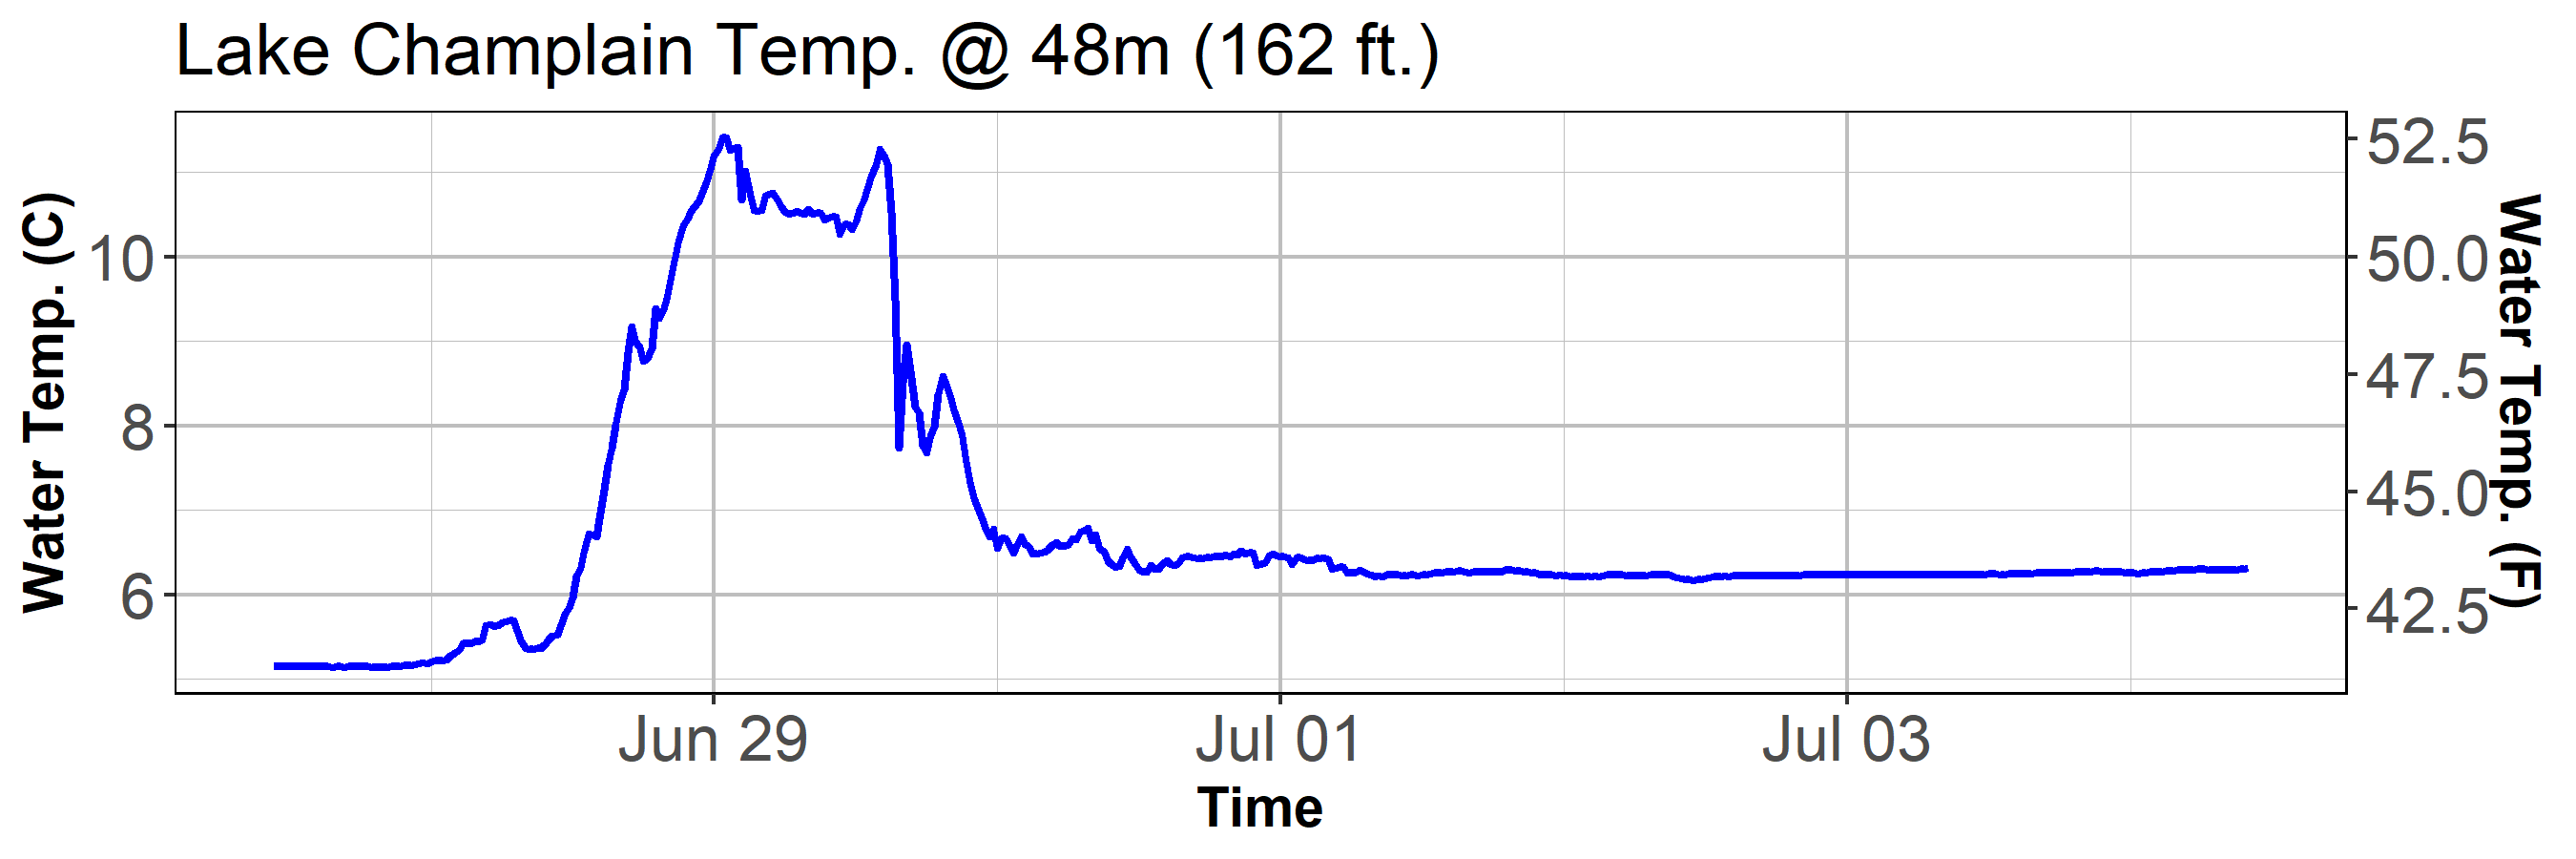 Lake Champlain Temp. @ 48m (162 ft.)
Water Temp. (C)
10
8
6
52.5
50.0
47.5
45.0
42.5
Water Temp. (F)
Jun 29
Jul 01
Jul 03
Time